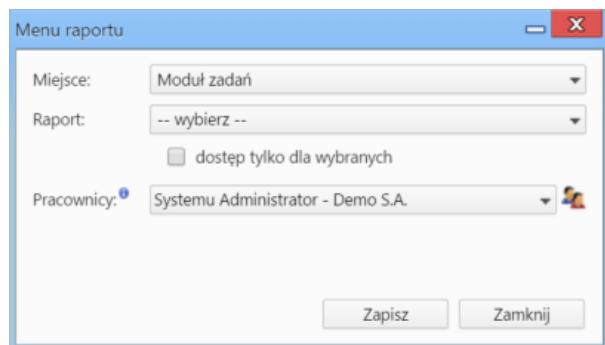 Menu raportu
Miejsce: Moduł zadań
Raport: -- wybierz --
dostęp tylko dla wybranych
Pracownicy: Systemu Administrator - Demo S.A.
Zapisz Zamknij